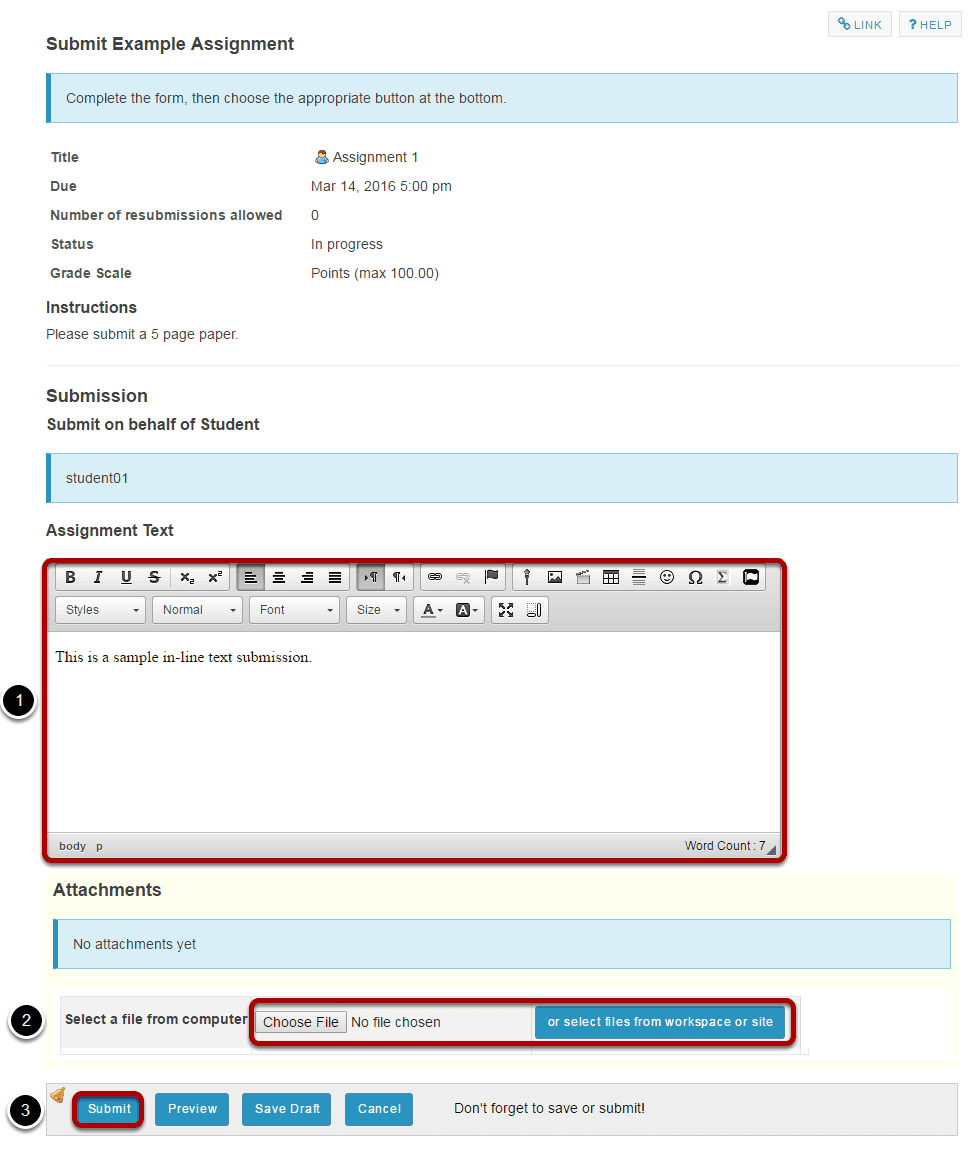 LINK ? HELP
Submit Example Assignment
Complete the form, then choose the appropriate button at the bottom.
Title Assignment 1
Due Mar 14, 2016 5:00 pm
Number of resubmissions allowed 0
Status In progress
Grade Scale Points (max 100.00)
Instructions
Please submit a 5 page paper.
Submission
Submit on behalf of Student
student01
Assignment Text
B I U S x₂ x² ¶ ¶ Ω Σ
Styles Normal Font Size A A
This is a sample in-line text submission.
1
body p Word Count : 7
Attachments
No attachments yet
2 Select a file from computer Choose File No file chosen or select files from workspace or site
3 Submit Preview Save Draft Cancel Don't forget to save or submit!